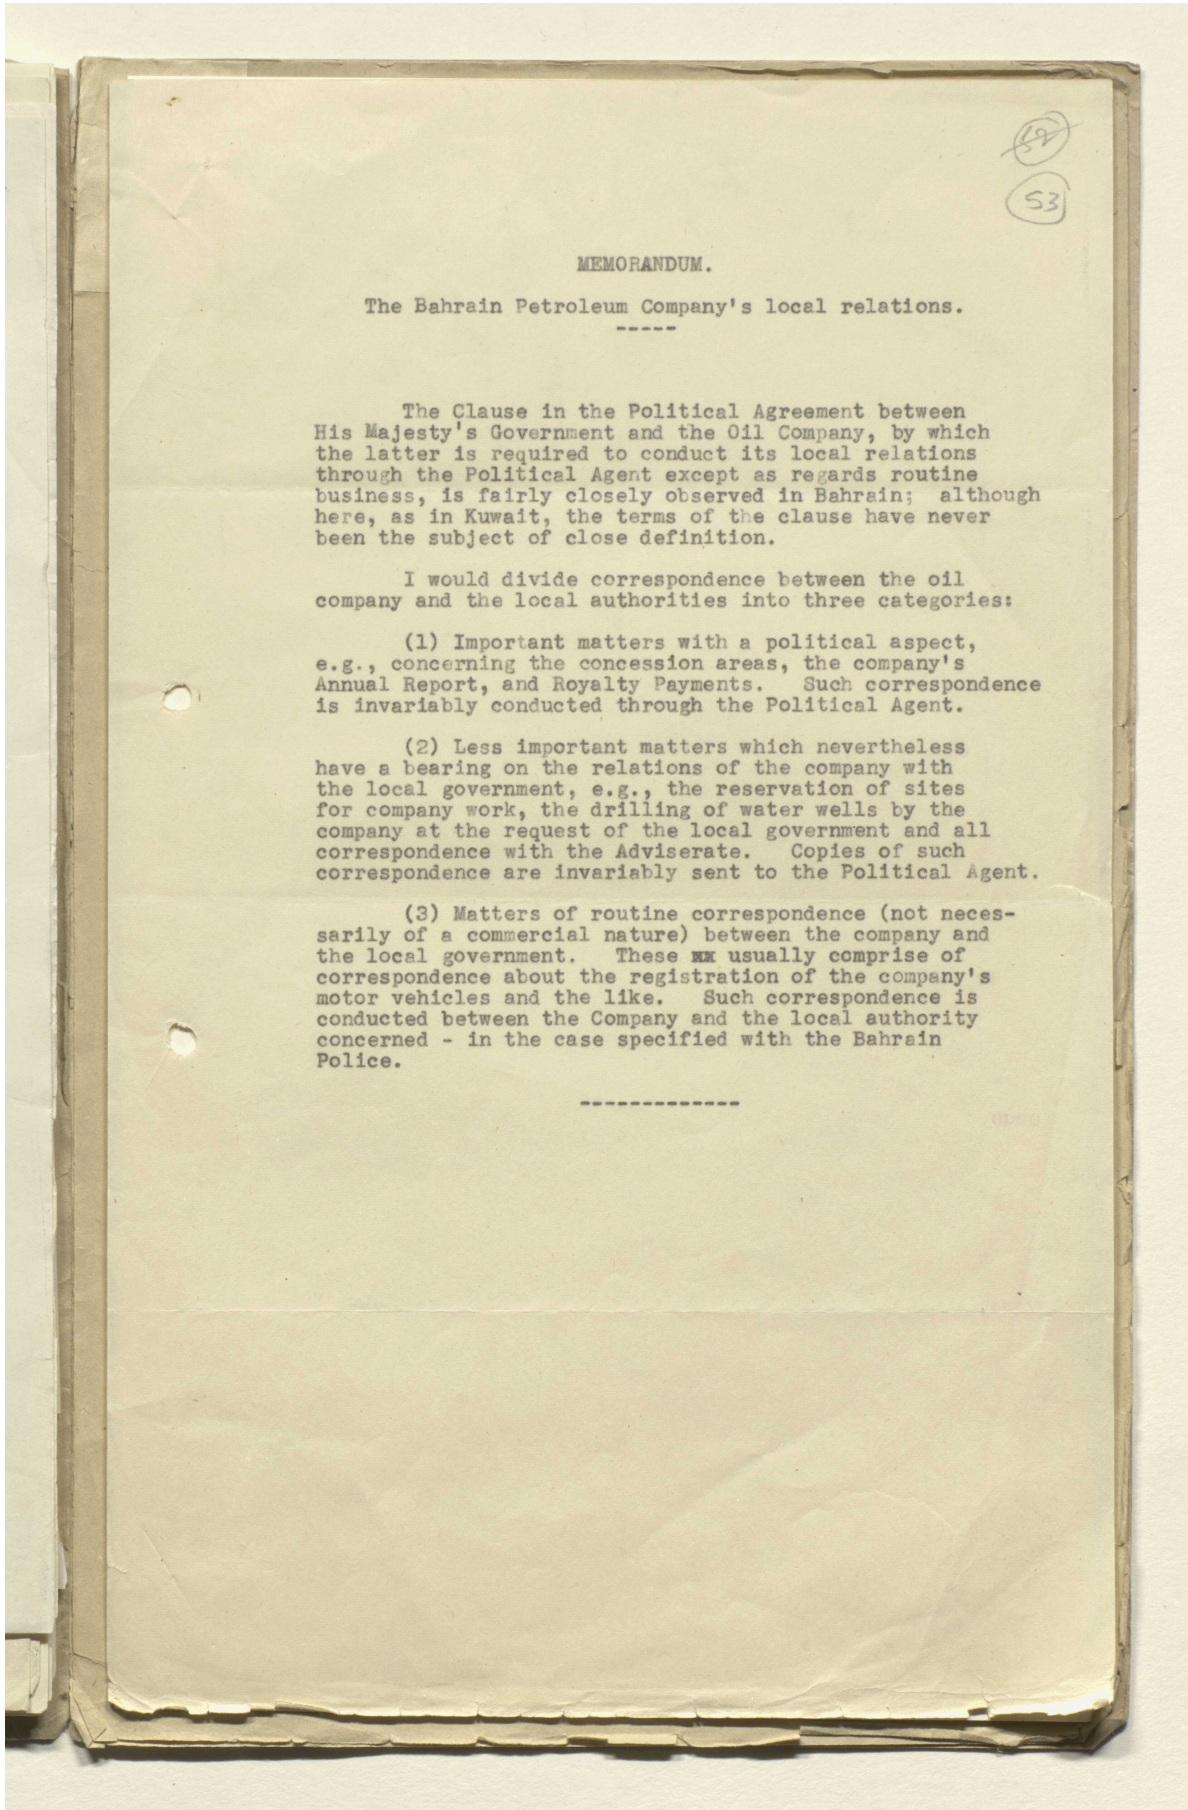 53
MEMORANDUM.
The Bahrain Petroleum Company's local relations.
-----
The Clause in the Political Agreement between
His Majesty's Government and the Oil Company, by which
the latter is required to conduct its local relations
through the Political Agent except as regards routine
business, is fairly closely observed in Bahrain; although
here, as in Kuwait, the terms of the clause have never
been the subject of close definition.
I would divide correspondence between the oil
company and the local authorities into three categories:
(1) Important matters with a political aspect,
e.g., concerning the concession areas, the company's
Annual Report, and Royalty Payments. Such correspondence
is invariably conducted through the Political Agent.
(2) Less important matters which nevertheless
have a bearing on the relations of the company with
the local government, e.g., the reservation of sites
for company work, the drilling of water wells by the
company at the request of the local government and all
correspondence with the Adviserate. Copies of such
correspondence are invariably sent to the Political Agent.
(3) Matters of routine correspondence (not neces-
sarily of a commercial nature) between the company and
the local government. These xx usually comprise of
correspondence about the registration of the company's
motor vehicles and the like. Such correspondence is
conducted between the Company and the local authority
concerned - in the case specified with the Bahrain
Police.
-------------